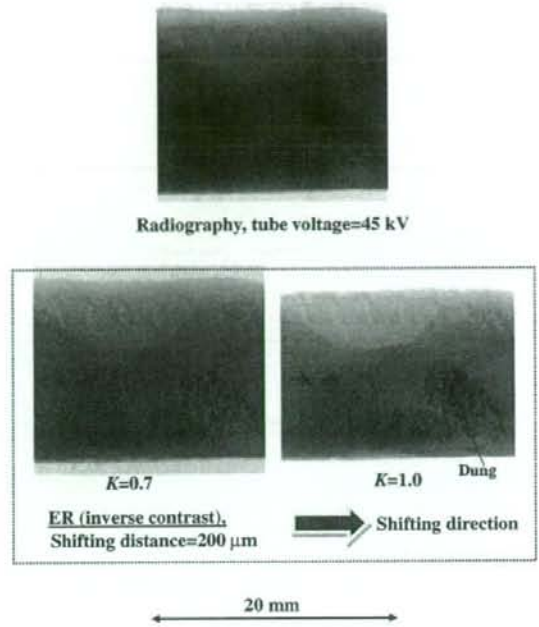 Radiography, tube voltage=45 kV
K=0.7
K=1.0
Dung
ER (inverse contrast),
Shifting distance=200 μm
Shifting direction
20 mm